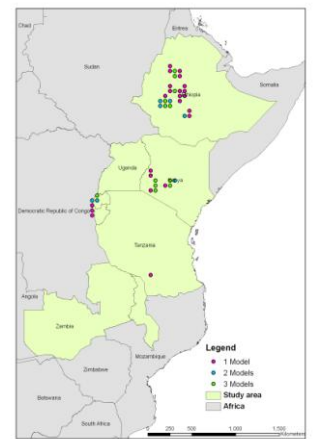 Chad
Eritrea
Sudan
Ethiopia
Somalia
Uganda
Kenya
Democratic Republic of Congo
Tanzania
Angola
Zambia
Mozambique
Zimbabwe
Botswana
South Africa
Legend
1 Model
2 Models
3 Models
Study area
Africa
0 250 500 1.000 1.500
Kilometers